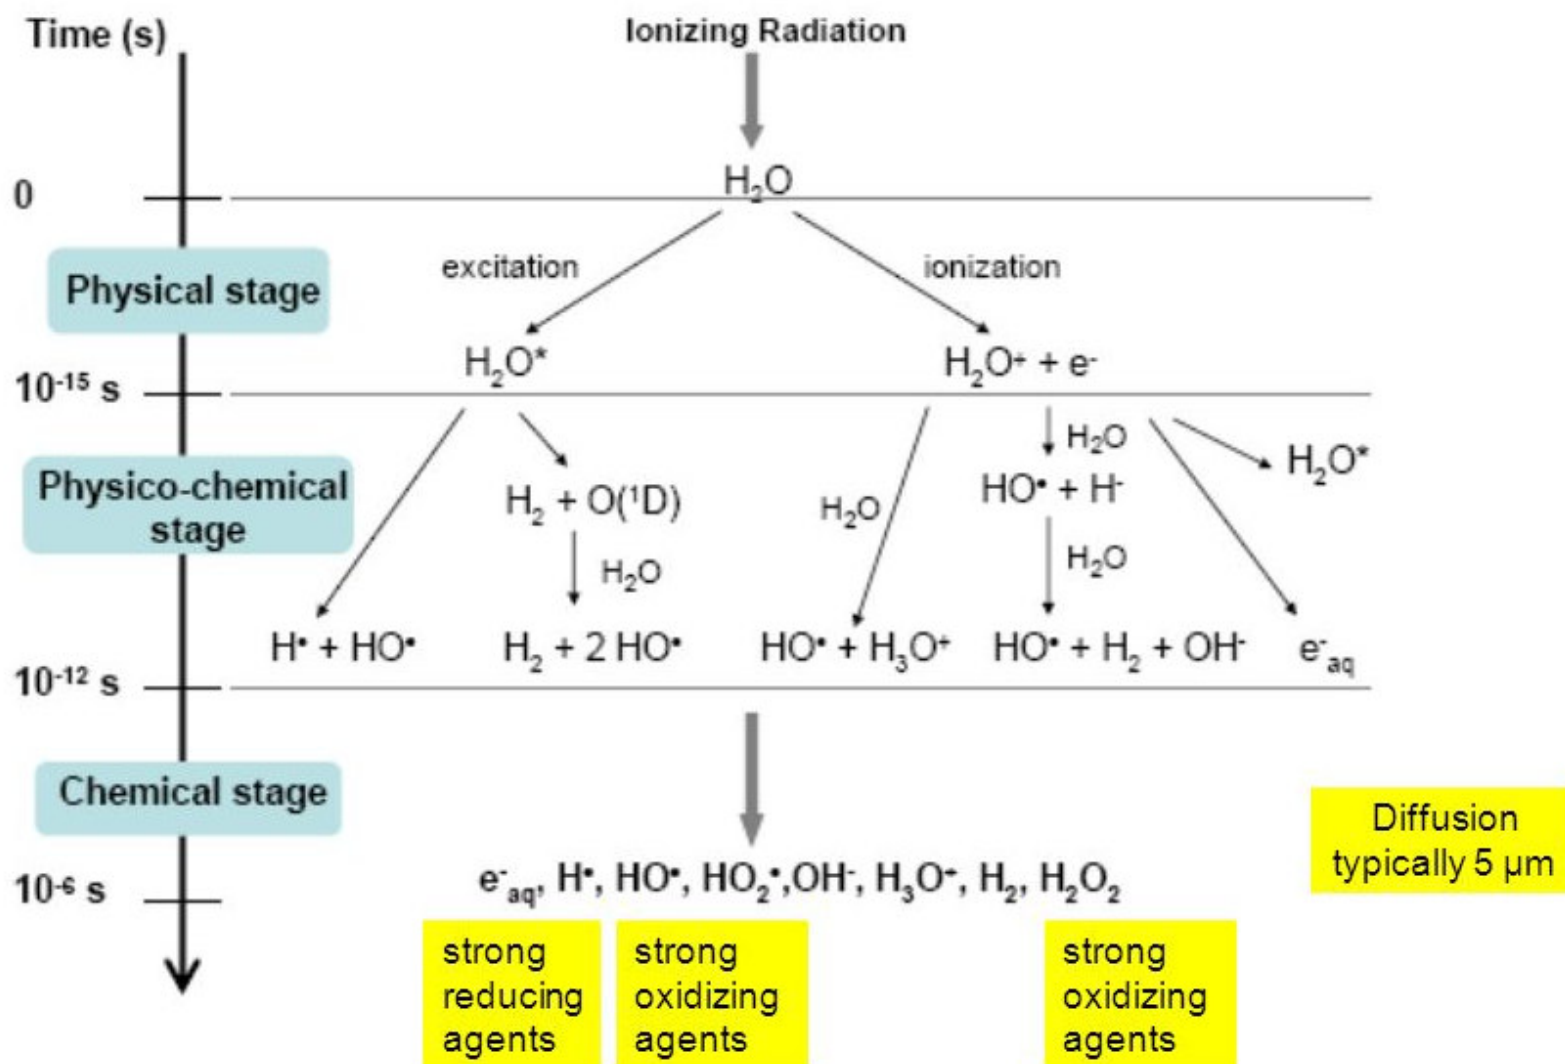 Time (s)
Ionizing Radiation
H₂O
0
excitation
ionization
Physical stage
H₂O*
H₂O⁺ + e⁻
10⁻¹⁵ s
H₂O
H₂O*
Physico-chemical
stage
H₂ + O(¹D)
H₂O
HO• + H⁻
H₂O
H₂O
H• + HO•
H₂ + 2 HO•
HO• + H₃O⁺
HO• + H₂ + OH⁻
e⁻aq
10⁻¹² s
Chemical stage
Diffusion
typically 5 µm
10⁻⁶ s
e⁻aq, H•, HO•, HO₂•,OH⁻, H₃O⁺, H₂, H₂O₂
strong
reducing
agents
strong
oxidizing
agents
strong
oxidizing
agents